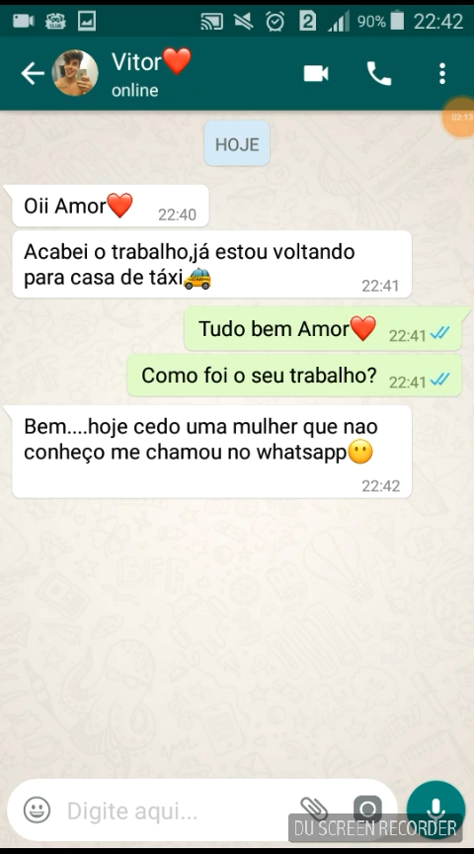 90% 22:42
Vitor❤️
online
02:13
HOJE
Oii Amor❤️ 22:40
Acabei o trabalho,já estou voltando
para casa de táxi🚕
22:41
Tudo bem Amor❤️ 22:41
Como foi o seu trabalho? 22:41
Bem....hoje cedo uma mulher que nao
conheço me chamou no whatsapp😶
22:42
Digite aqui...
DU SCREEN RECORDER